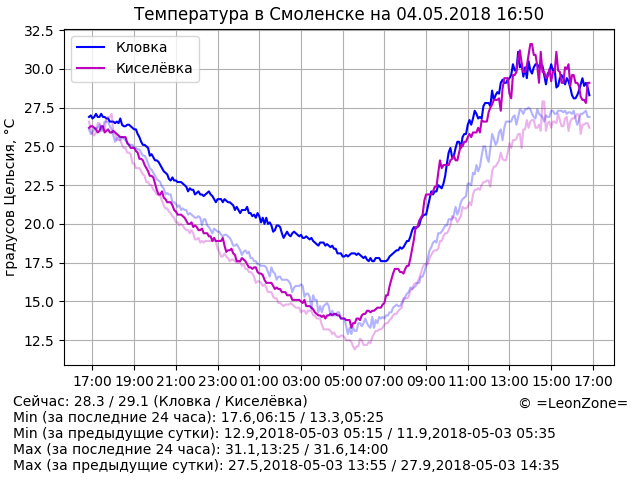 Температура в Смоленске на 04.05.2018 16:50
Кловка
Киселёвка
градусов Цельсия, °C
32.5
30.0
27.5
25.0
22.5
20.0
17.5
15.0
12.5
17:00 19:00 21:00 23:00 01:00 03:00 05:00 07:00 09:00 11:00 13:00 15:00 17:00
Сейчас: 28.3 / 29.1 (Кловка / Киселёвка)
© =LeonZone=
Min (за последние 24 часа): 17.6,06:15 / 13.3,05:25
Min (за предыдущие сутки): 12.9,2018-05-03 05:15 / 11.9,2018-05-03 05:35
Max (за последние 24 часа): 31.1,13:25 / 31.6,14:00
Max (за предыдущие сутки): 27.5,2018-05-03 13:55 / 27.9,2018-05-03 14:35